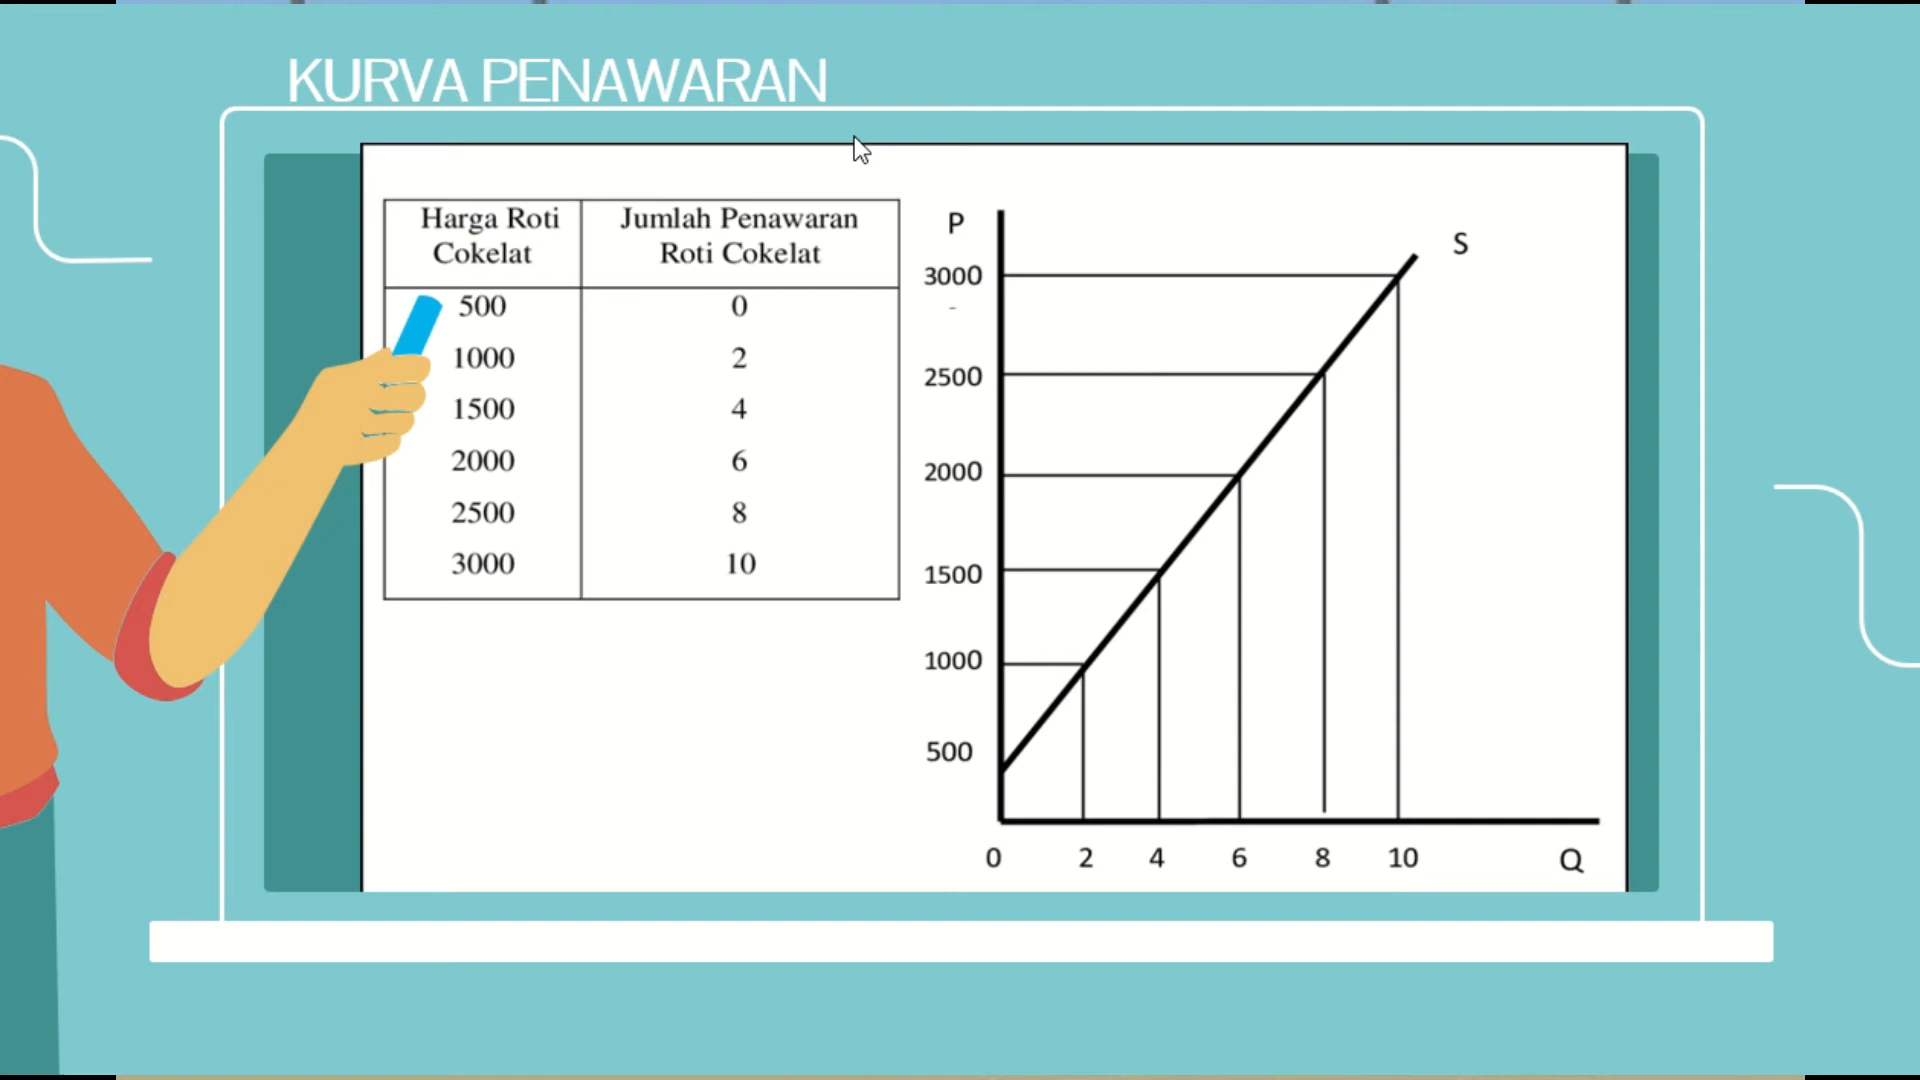 KURVA PENAWARAN
Harga Roti Cokelat
Jumlah Penawaran Roti Cokelat
500 0
1000 2
1500 4
2000 6
2500 8
3000 10
P
S
3000
2500
2000
1500
1000
500
0 2 4 6 8 10 Q